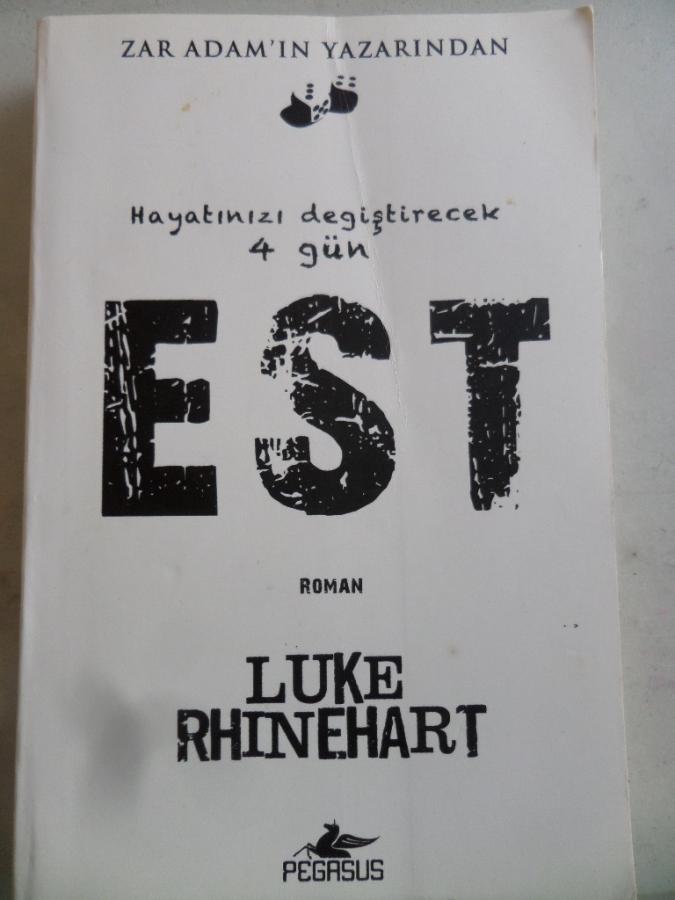 ZAR ADAM'IN YAZARINDAN
Hayatınızı degiştirecek
4 gün
EST
ROMAN
LUKE
RHINEHART
PEGASUS